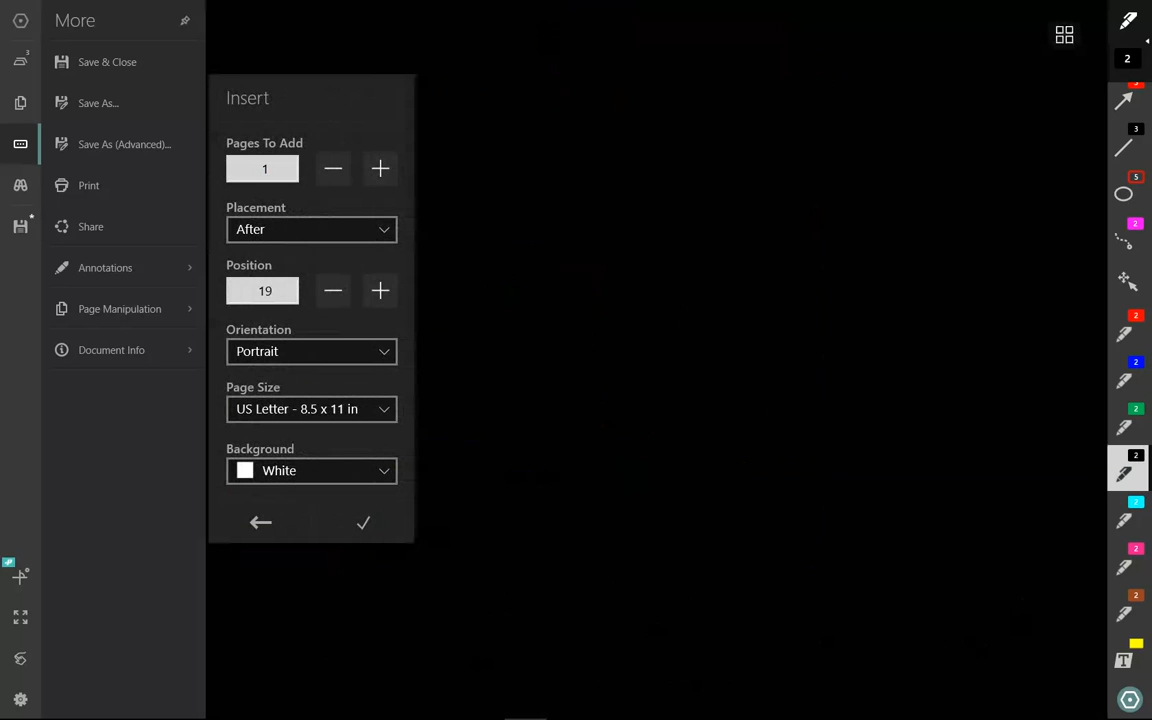 More
3
Save & Close
Save As...
Save As (Advanced)...
Print
Share
Annotations
Page Manipulation
Document Info
Insert
Pages To Add
1
Placement
After
Position
19
Orientation
Portrait
Page Size
US Letter - 8.5 x 11 in
Background
White
2
3
5
2
2
2
2
2
2
2
2
T